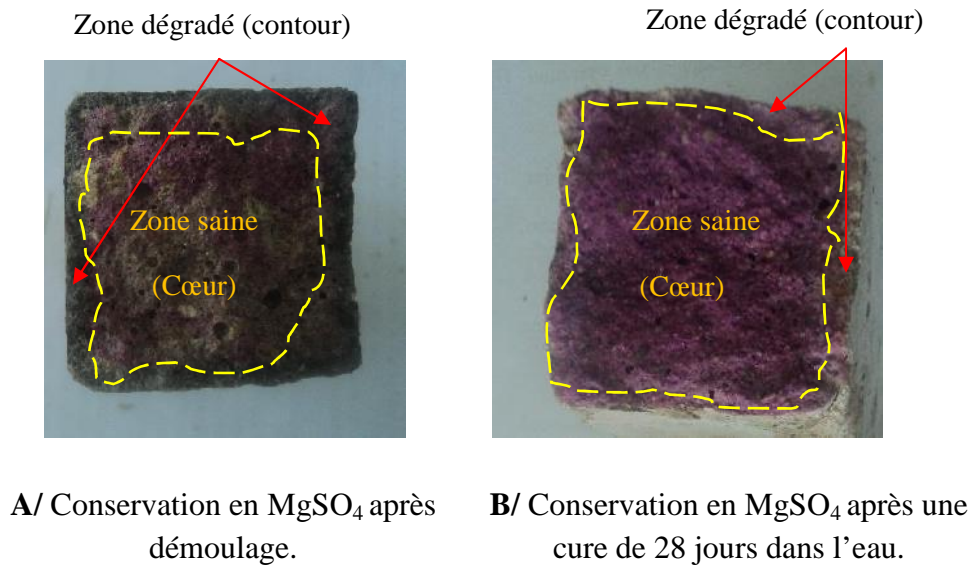 Zone dégradé (contour)
Zone dégradé (contour)
Zone saine
(Cœur)
Zone saine
(Cœur)
A/ Conservation en MgSO₄ après
démoulage.
B/ Conservation en MgSO₄ après une
cure de 28 jours dans l'eau.